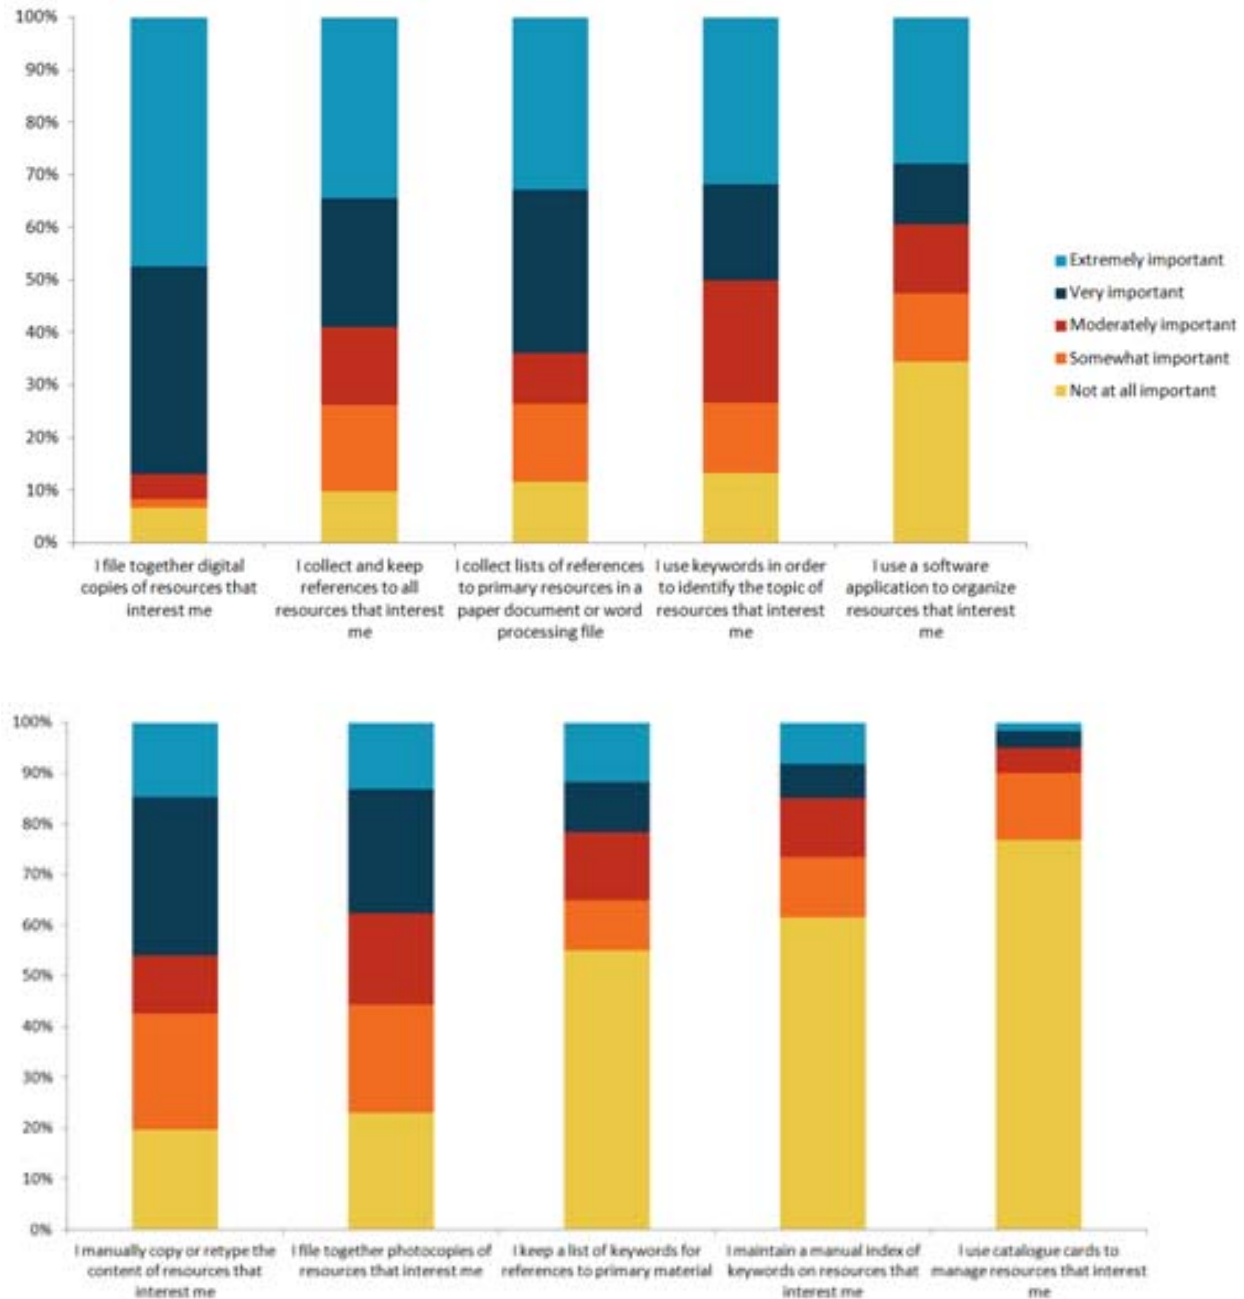 100%
90%
80%
70%
60%
50%
40%
30%
20%
10%
0%
I file together digital
copies of resources that
interest me
I collect and keep
references to all
resources that interest
me
I collect lists of references
to primary resources in a
paper document or word
processing file
I use keywords in order
to identify the topic of
resources that interest
me
I use a software
application to organize
resources that interest
me
Extremely important
Very important
Moderately important
Somewhat important
Not at all important
100%
90%
80%
70%
60%
50%
40%
30%
20%
10%
0%
I manually copy or retype the
content of resources that
interest me
I file together photocopies of
resources that interest me
I keep a list of keywords for
references to primary material
I maintain a manual index of
keywords on resources that
interest me
I use catalogue cards to
manage resources that interest
me